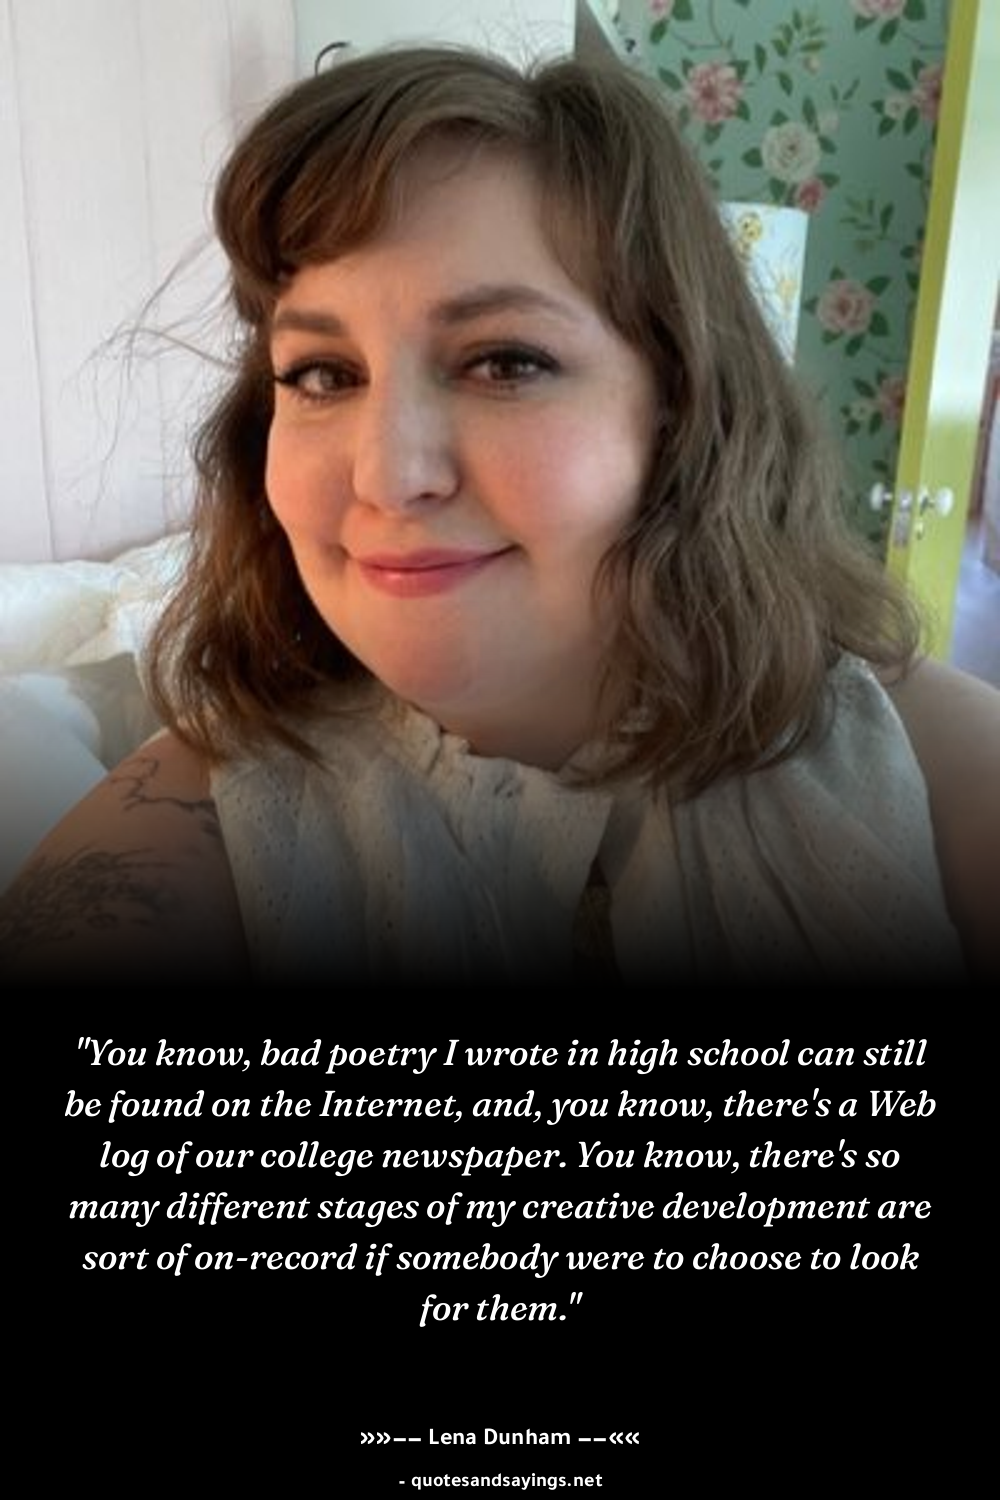 "You know, bad poetry I wrote in high school can still
be found on the Internet, and, you know, there's a Web
log of our college newspaper. You know, there's so
many different stages of my creative development are
sort of on-record if somebody were to choose to look
for them."
»»–– Lena Dunham ––««
- quotesandsayings.net